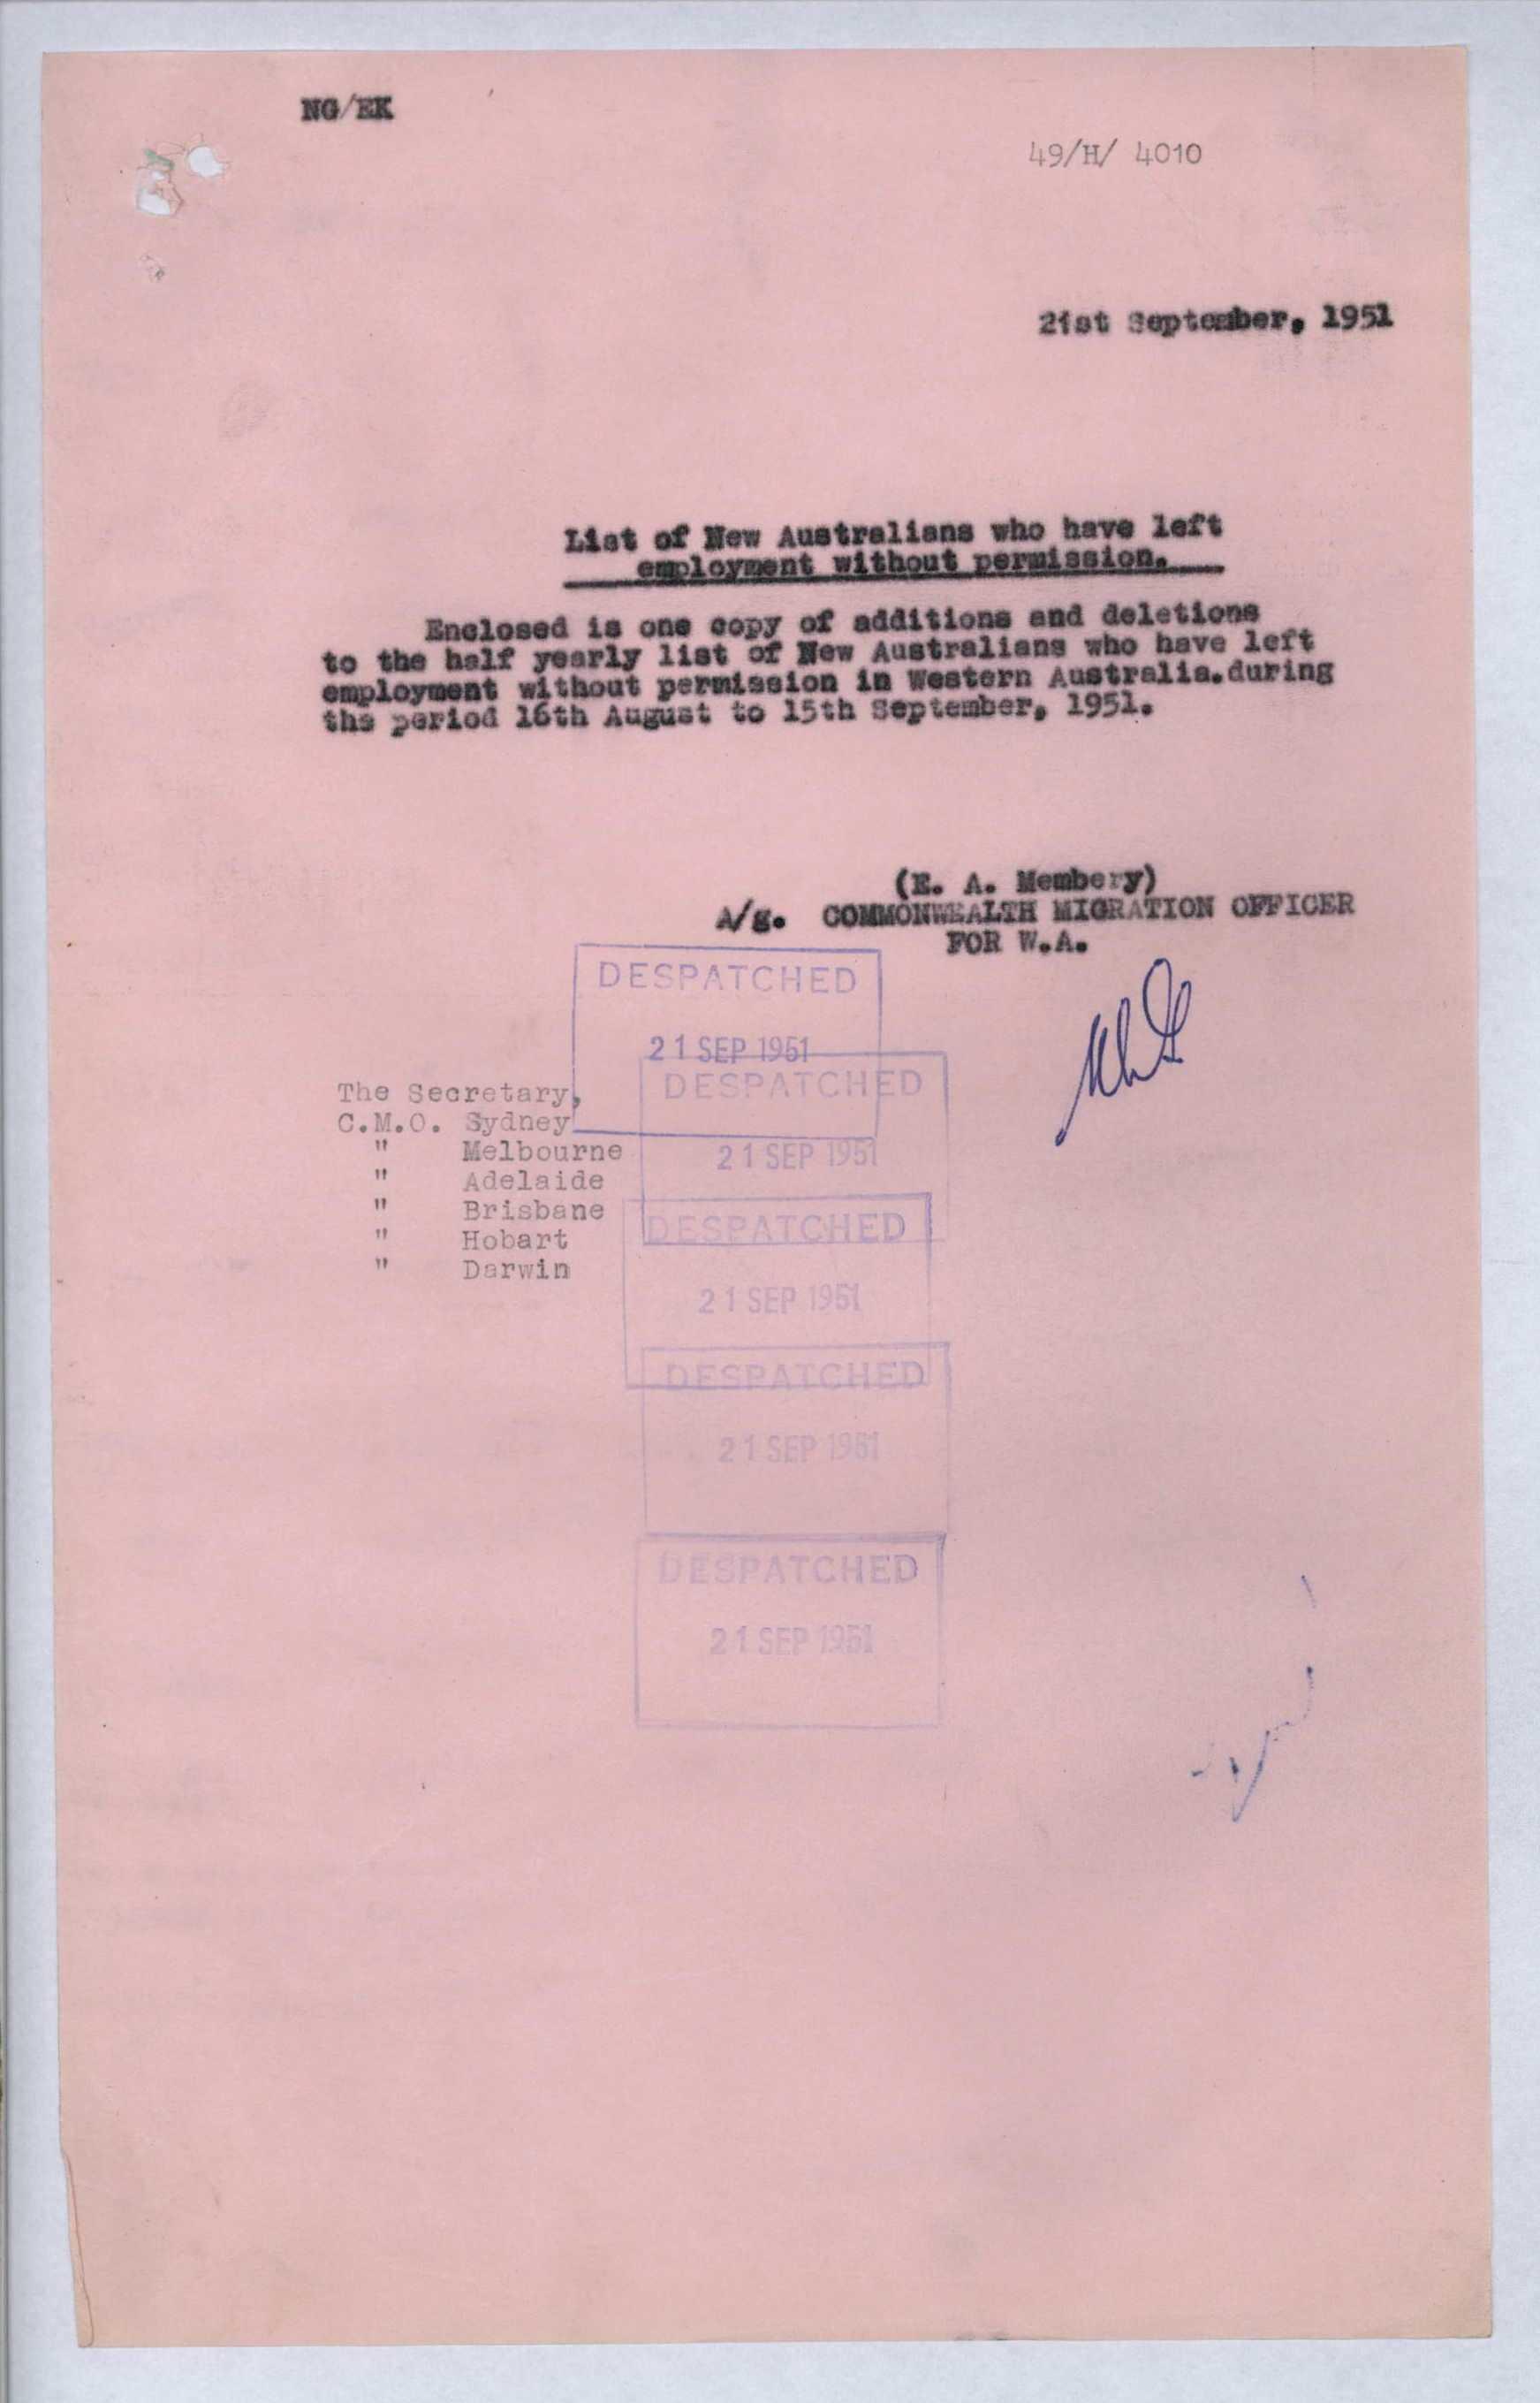 NG/EK
49/H/ 4010
21st September, 1951
List of New Australians who have left
employment without permission.
Enclosed is one copy of additions and deletions
to the half yearly list of New Australians who have left
employment without permission in Western Australia.during
the period 16th August to 15th September, 1951.
(E. A. Membery)
A/g. COMMONWEALTH MIGRATION OFFICER
FOR W.A.
DESPATCHED
21 SEP 1951
The Secretary,
C.M.O. Sydney
" Melbourne
" Adelaide
" Brisbane
" Hobart
" Darwin
DESPATCHED
21 SEP 1951
DESPATCHED
21 SEP 1951
DESPATCHED
21 SEP 1951
DESPATCHED
21 SEP 1951